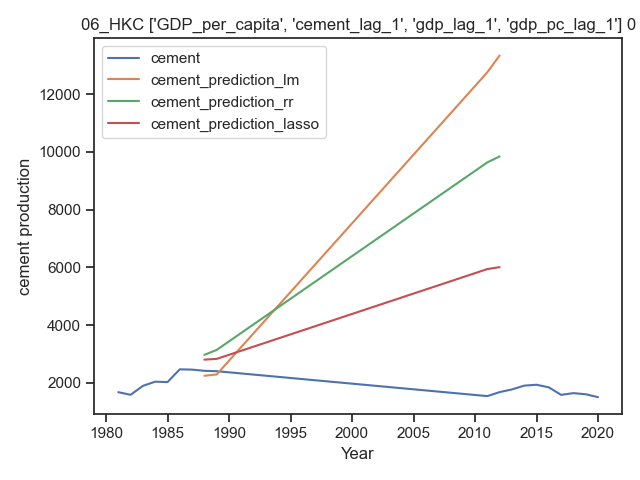 06_HKC ['GDP_per_capita', 'cement_lag_1', 'gdp_lag_1', 'gdp_pc_lag_1'] 0
cement
cement_prediction_lm
cement_prediction_rr
cement_prediction_lasso
12000
10000
8000
6000
4000
2000
cement production
1980 1985 1990 1995 2000 2005 2010 2015 2020
Year